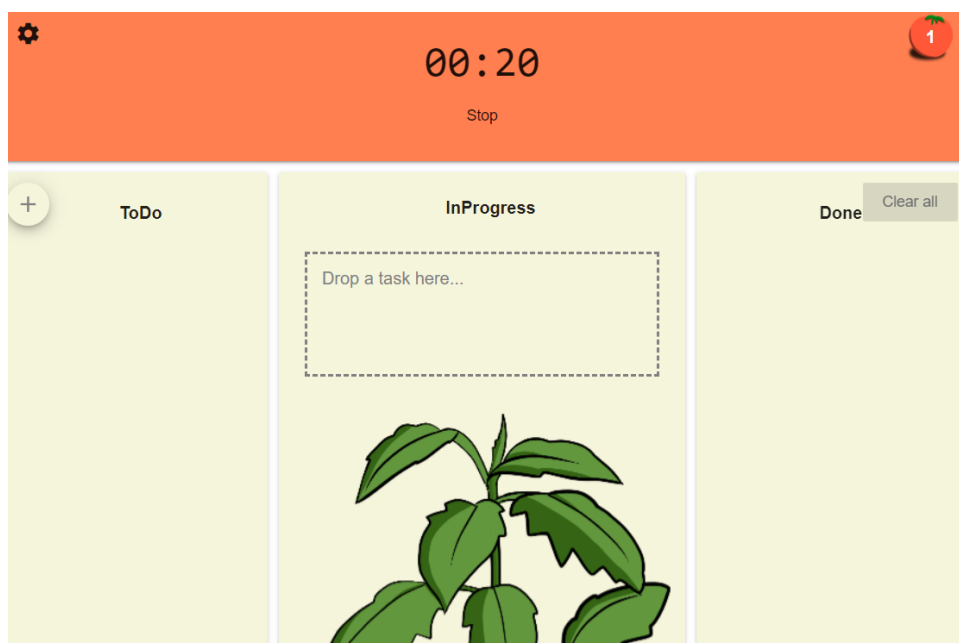 00:20
1
Stop
ToDo
InProgress
Done
Clear all
Drop a task here...